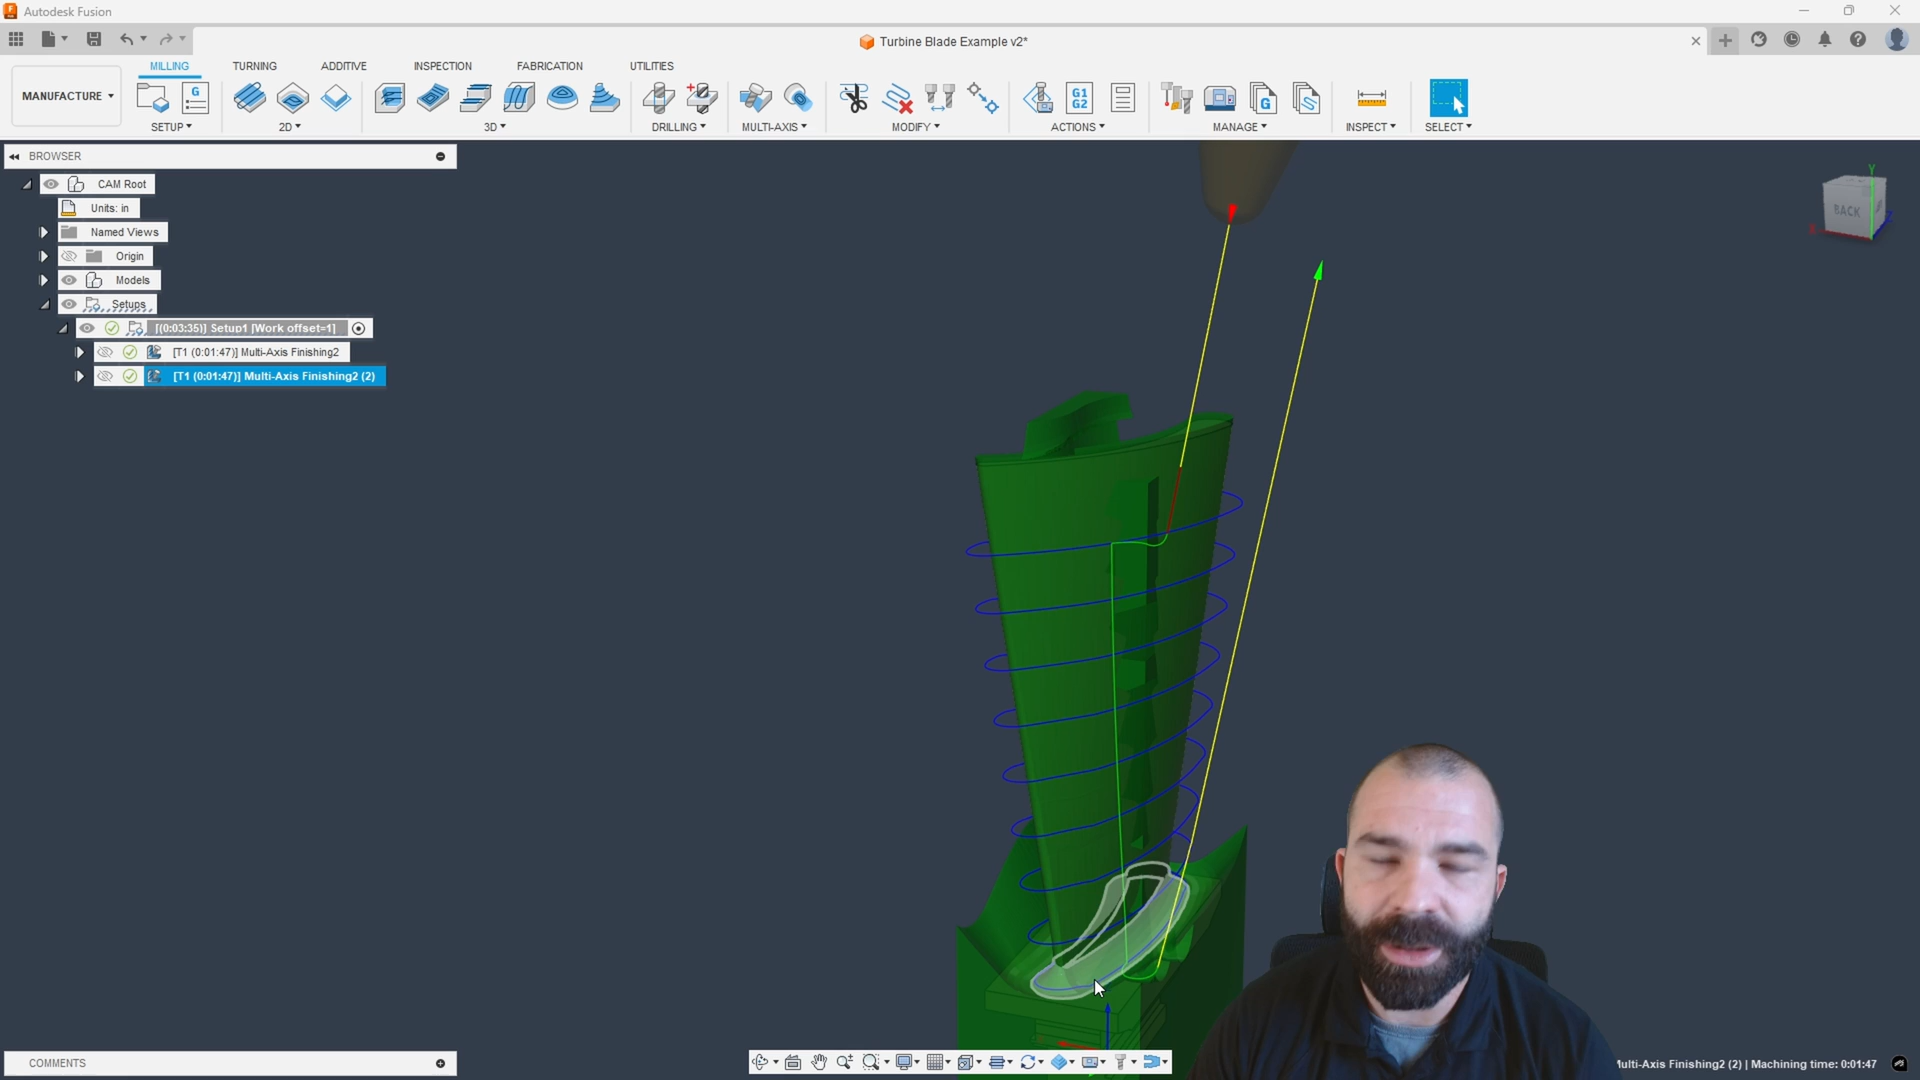 Autodesk Fusion
Turbine Blade Example v2*
MANUFACTURE
MILLING
TURNING
ADDITIVE
INSPECTION
FABRICATION
UTILITIES
G
G1
G2
G
S
SETUP
2D
3D
DRILLING
MULTI-AXIS
MODIFY
ACTIONS
MANAGE
INSPECT
SELECT
BROWSER
CAM Root
Units: in
Named Views
Origin
Models
Setups
[(0:03:35)] Setup1 [Work offset=1]
[T1 (0:01:47)] Multi-Axis Finishing2
[T1 (0:01:47)] Multi-Axis Finishing2 (2)
Y
BACK
X
Z
COMMENTS
Multi-Axis Finishing2 (2) | Machining time: 0:01:47